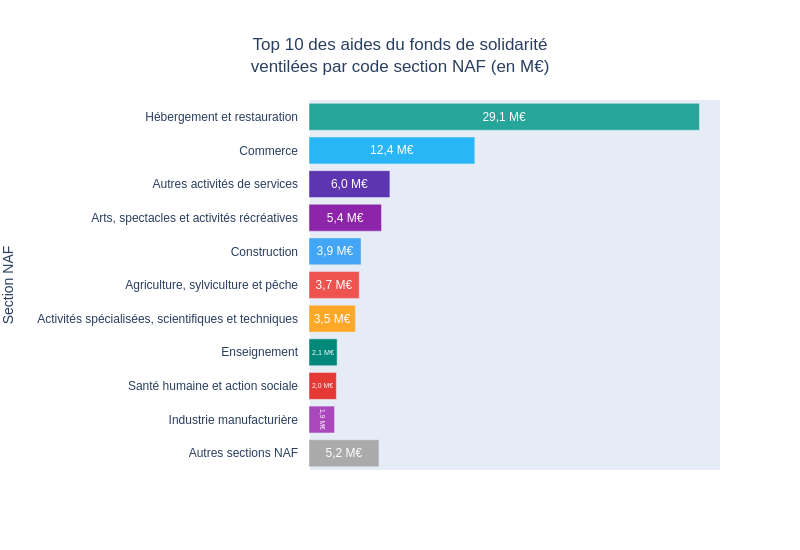 Top 10 des aides du fonds de solidarité
ventilées par code section NAF (en M€)
Section NAF
Hébergement et restauration 29,1 M€
Commerce 12,4 M€
Autres activités de services 6,0 M€
Arts, spectacles et activités récréatives 5,4 M€
Construction 3,9 M€
Agriculture, sylviculture et pêche 3,7 M€
Activités spécialisées, scientifiques et techniques 3,5 M€
Enseignement 2,1 M€
Santé humaine et action sociale 2,0 M€
Industrie manufacturière 1,9 M€
Autres sections NAF 5,2 M€